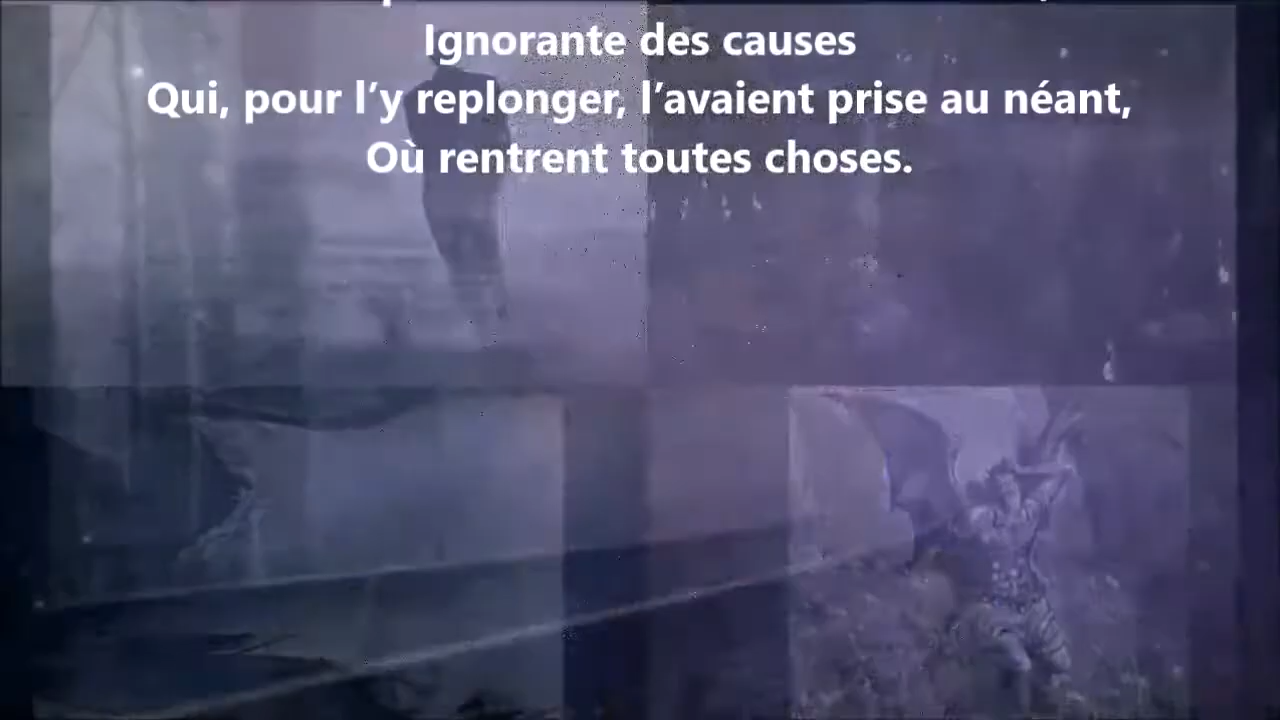 Ignorante des causes
Qui, pour l’y replonger, l’avaient prise au néant,
Où rentrent toutes choses.